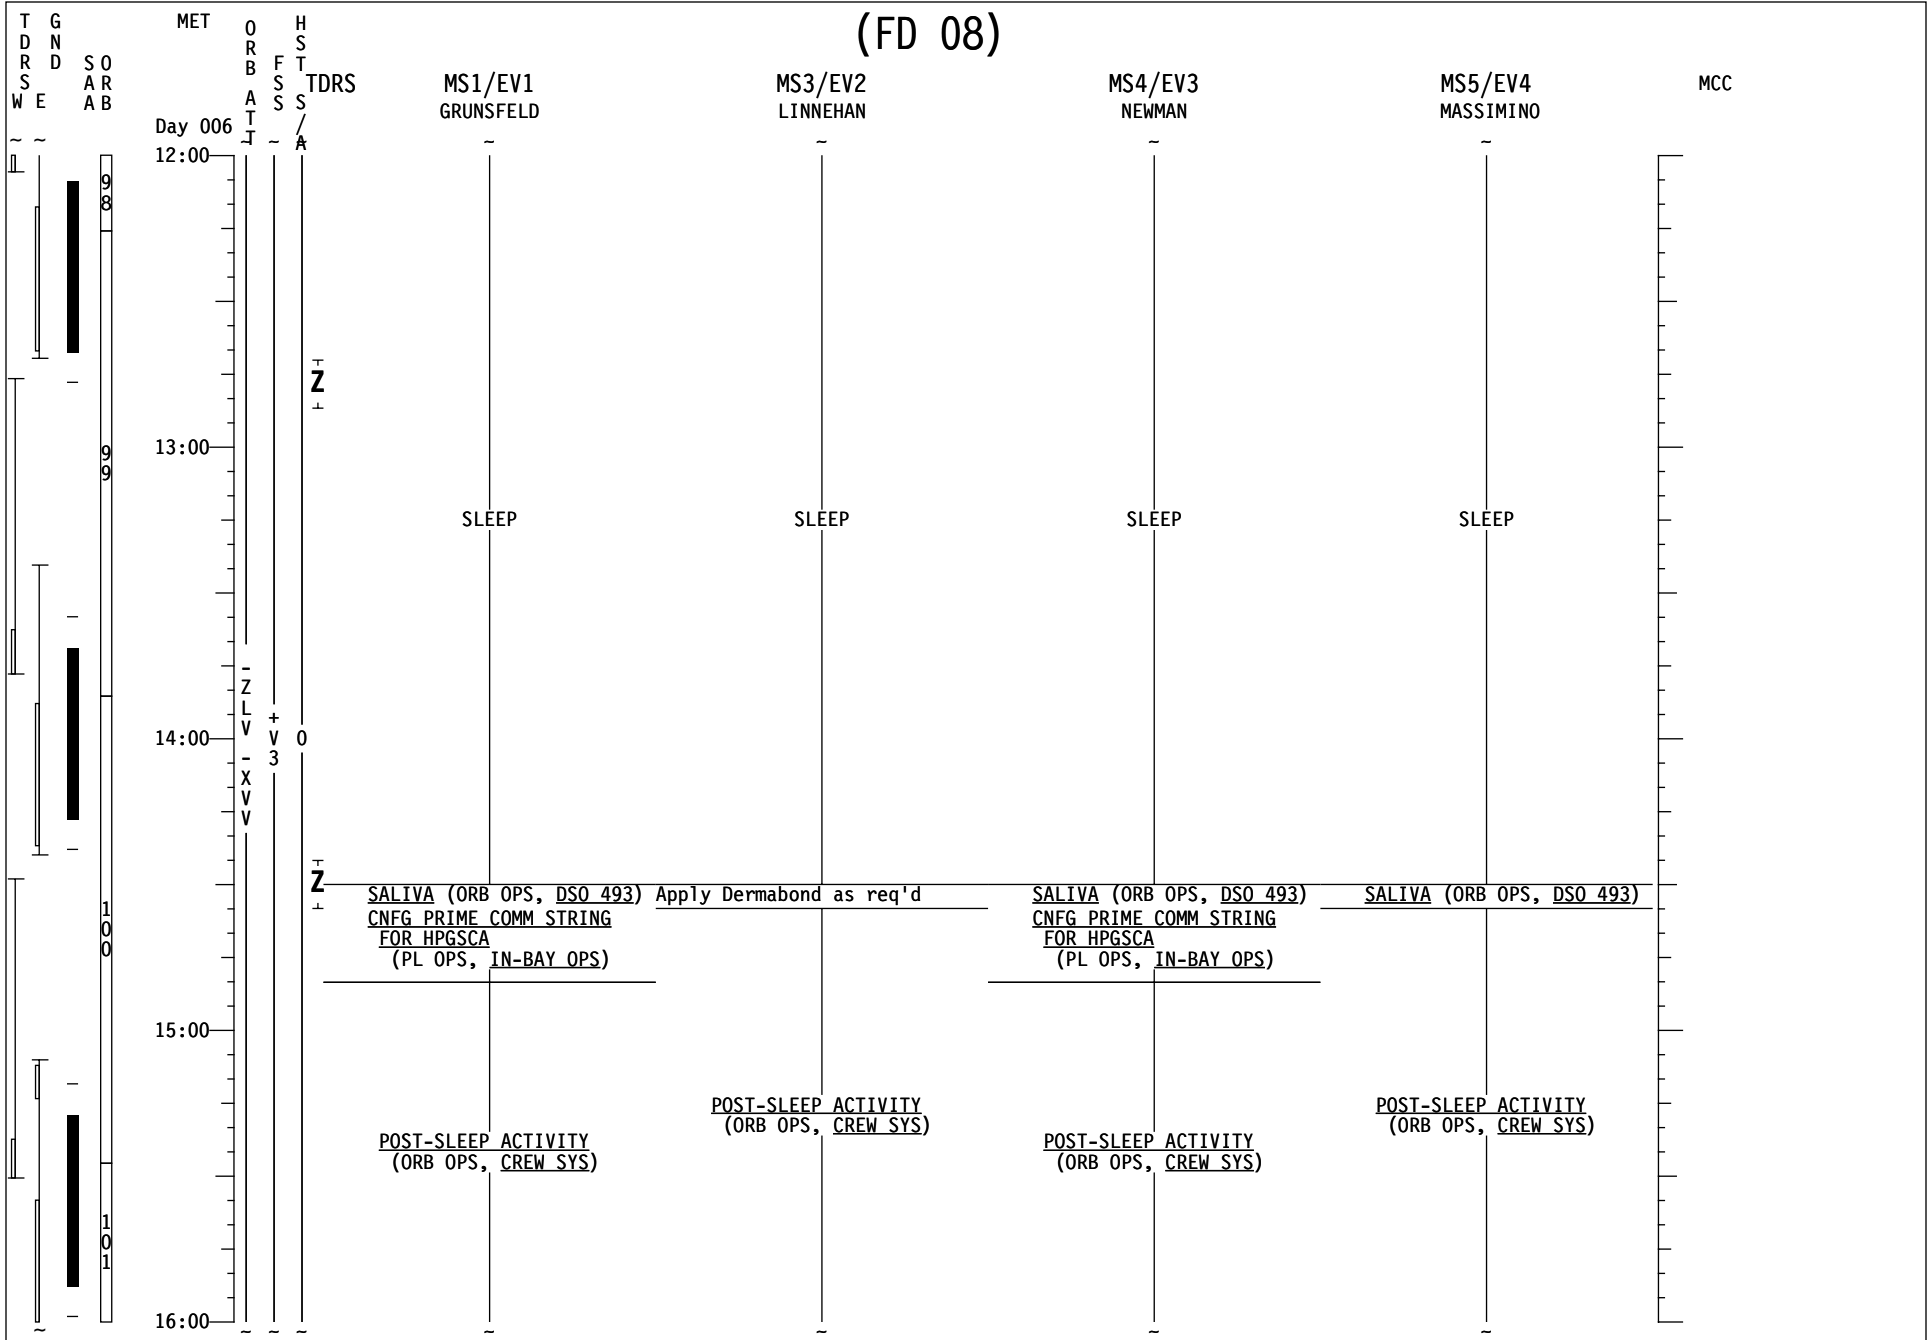 (FD 08)
TDRS
W E
GND
SAA
ORB
MET
ORB ATT
FSS
HST S/A
TDRS
MS1/EV1
MS3/EV2
MS4/EV3
MS5/EV4
MCC
GRUNSFELD
LINNEHAN
NEWMAN
MASSIMINO
Day 006
~ ~ ~ ~ ~ ~ ~ ~
12:00
98
Z
13:00
99
SLEEP SLEEP SLEEP SLEEP
-ZLV -XVV
+V3
14:00
O
Z
SALIVA (ORB OPS, DSO 493)
CNFG PRIME COMM STRING
FOR HPGSCA
(PL OPS, IN-BAY OPS)
Apply Dermabond as req'd
SALIVA (ORB OPS, DSO 493)
CNFG PRIME COMM STRING
FOR HPGSCA
(PL OPS, IN-BAY OPS)
SALIVA (ORB OPS, DSO 493)
100
15:00
POST-SLEEP ACTIVITY
(ORB OPS, CREW SYS)
POST-SLEEP ACTIVITY
(ORB OPS, CREW SYS)
POST-SLEEP ACTIVITY
(ORB OPS, CREW SYS)
POST-SLEEP ACTIVITY
(ORB OPS, CREW SYS)
101
16:00
~ ~ ~ ~ ~ ~ ~ ~